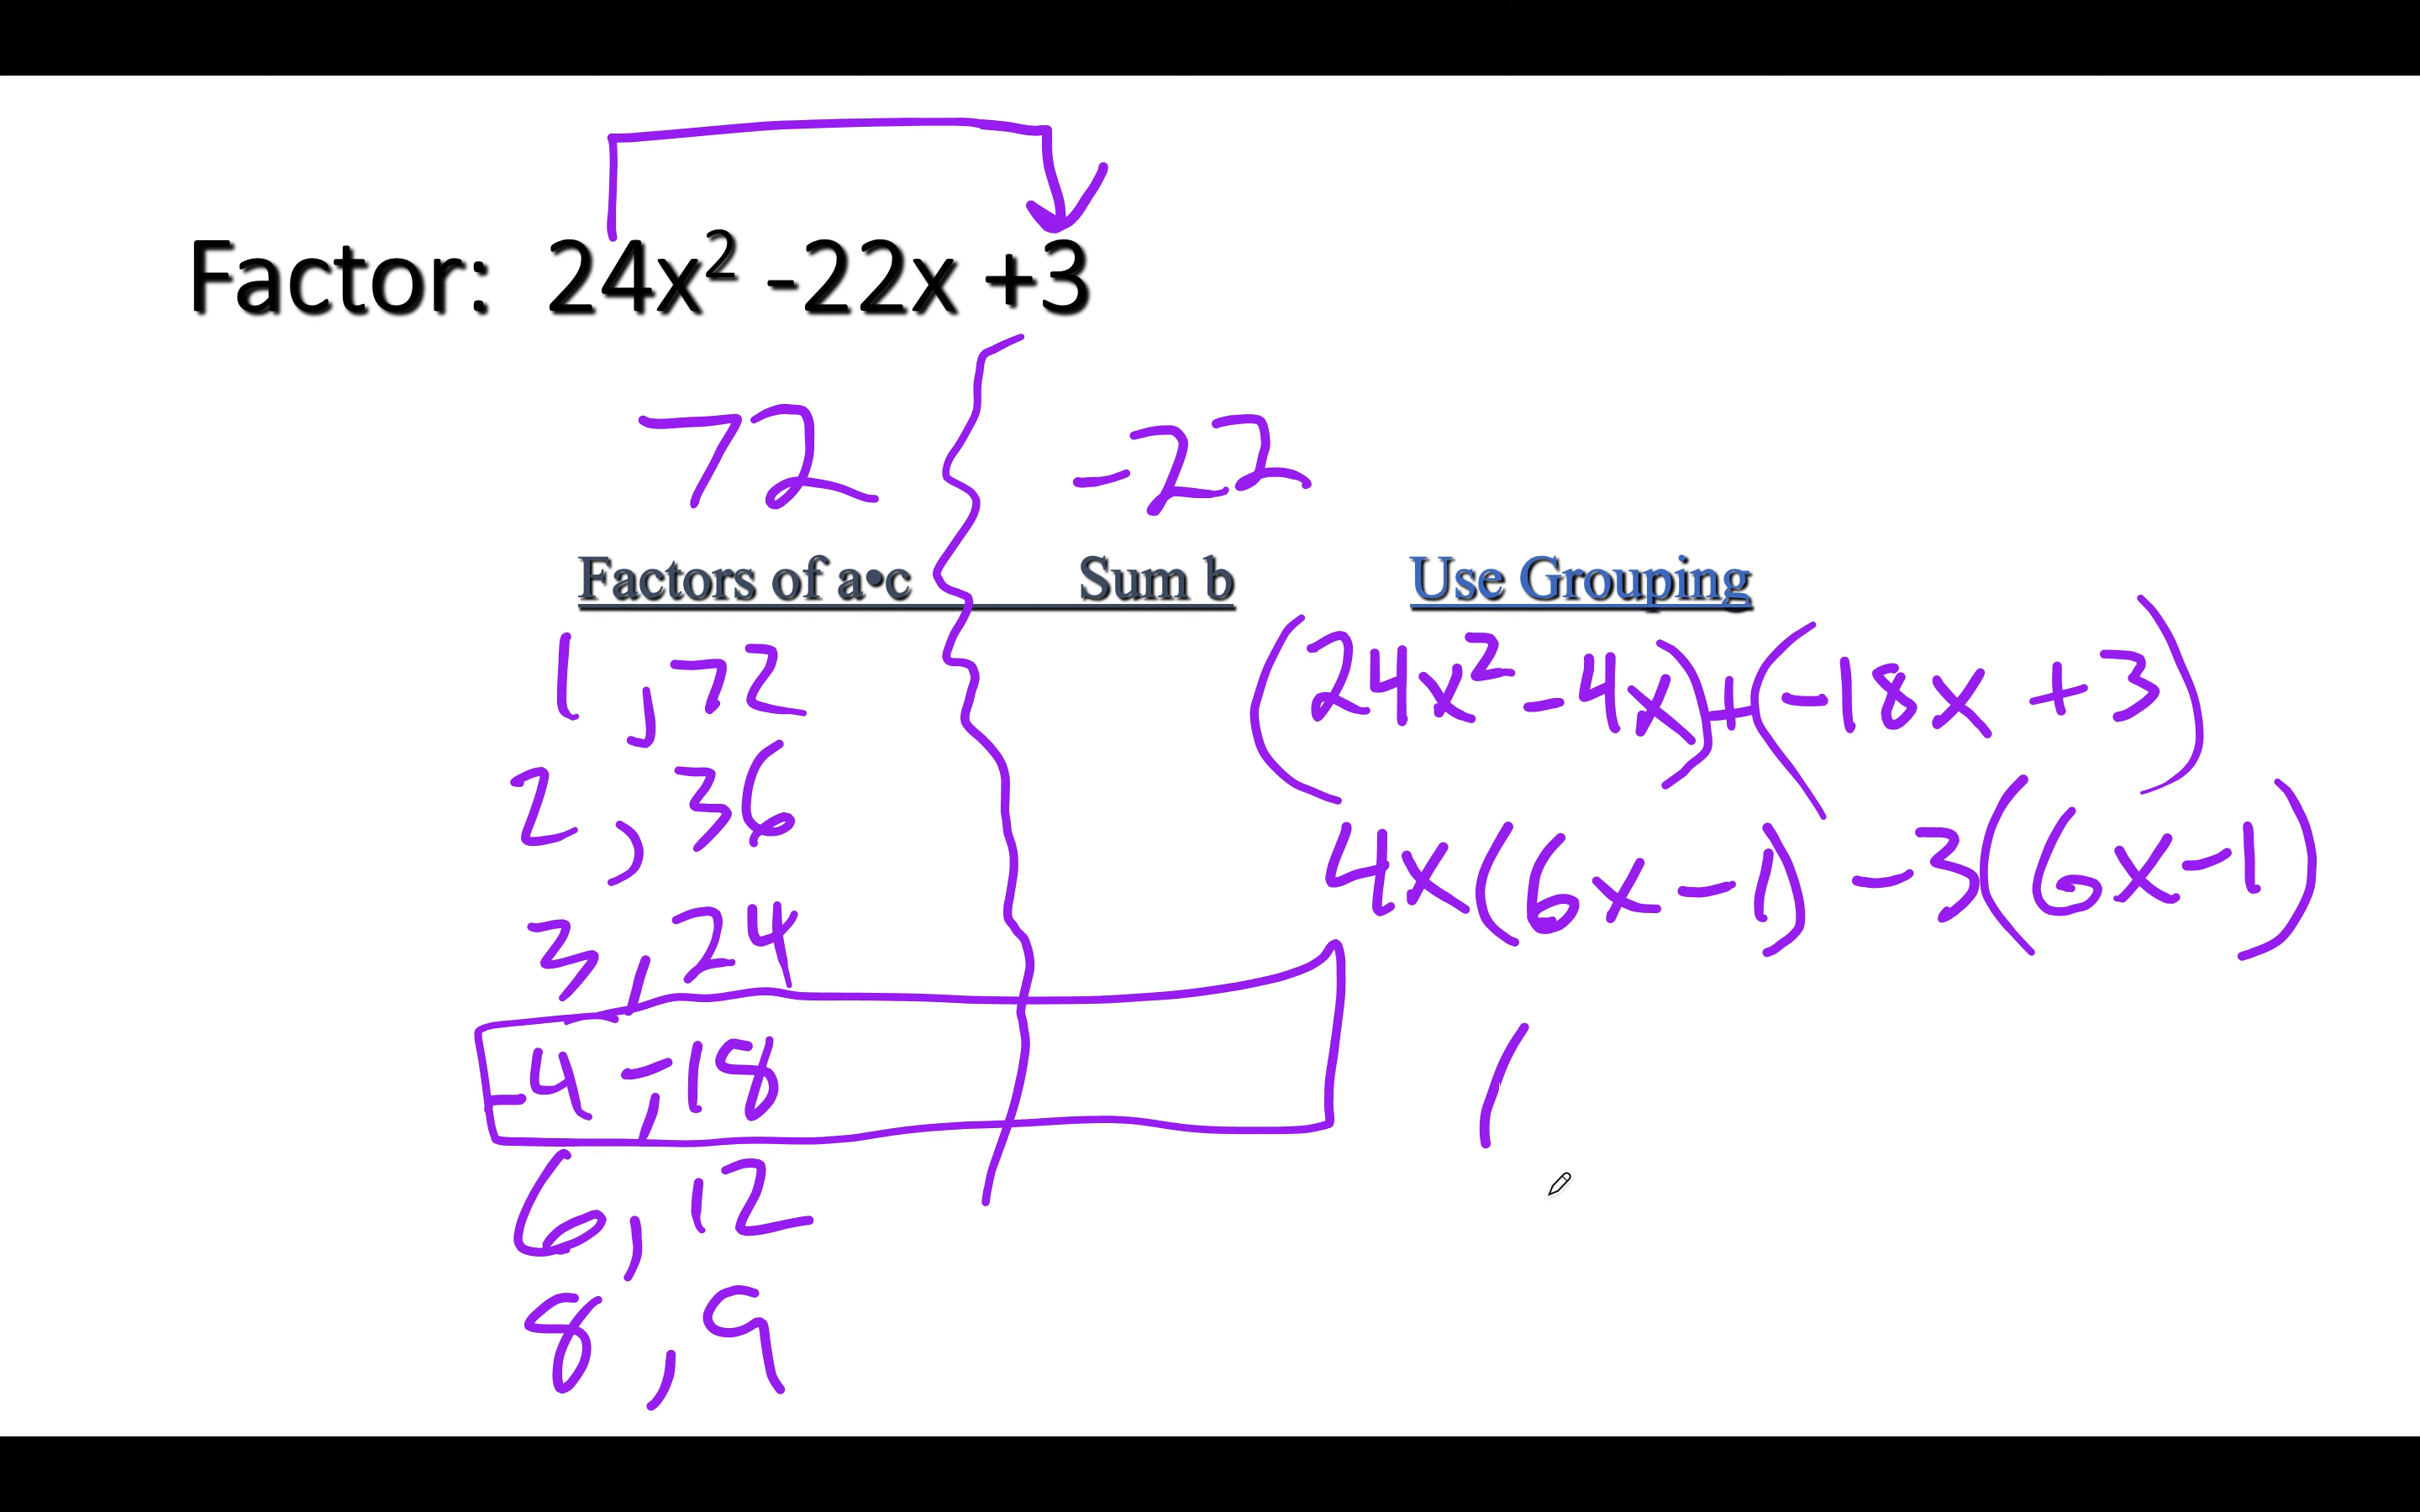 Factor: 24x² -22x +3
72 -22
Factors of a•c Sum b Use Grouping
1, 72
(24x² - 4x) + (-18x + 3)
2, 36
4x(6x - 1) - 3(6x - 1)
3, 24
-4, -18
(
6, 12
8, 9